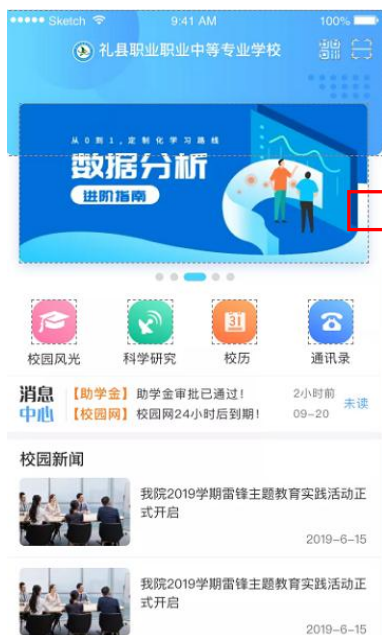 Sketch 9:41 AM 100%
礼县职业职业中等专业学校
从0到1，定制化学习路线
数据分析
进阶指南
31
校园风光 科学研究 校历 通讯录
消息 【助学金】 助学金审批已通过! 2小时前
未读
中心 【校园网】 校园网24小时后到期! 09-20
校园新闻
我院2019学期雷锋主题教育实践活动正
式开启
2019-6-15
我院2019学期雷锋主题教育实践活动正
式开启
2019-6-15